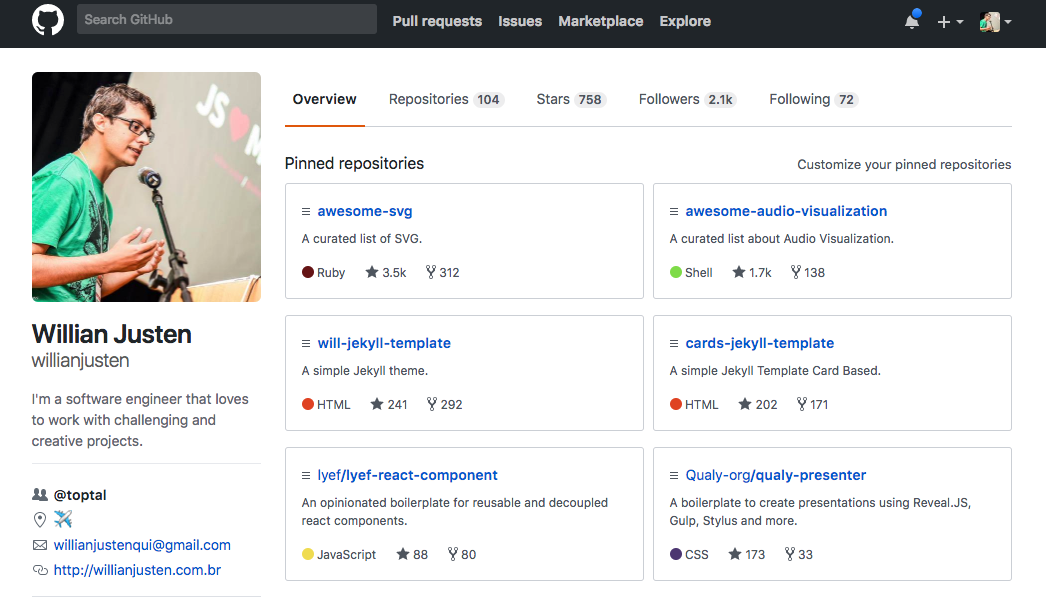 Search GitHub
Pull requests Issues Marketplace Explore
JS
Overview Repositories 104 Stars 758 Followers 2.1k Following 72
Pinned repositories Customize your pinned repositories
awesome-svg
A curated list of SVG.
Ruby 3.5k 312
awesome-audio-visualization
A curated list about Audio Visualization.
Shell 1.7k 138
will-jekyll-template
A simple Jekyll theme.
HTML 241 292
cards-jekyll-template
A simple Jekyll Template Card Based.
HTML 202 171
lyef/lyef-react-component
An opinionated boilerplate for reusable and decoupled
react components.
JavaScript 88 80
Qualy-org/qualy-presenter
A boilerplate to create presentations using Reveal.JS,
Gulp, Stylus and more.
CSS 173 33
Willian Justen
willianjusten
I'm a software engineer that loves
to work with challenging and
creative projects.
@toptal
willianjustenqui@gmail.com
http://willianjusten.com.br